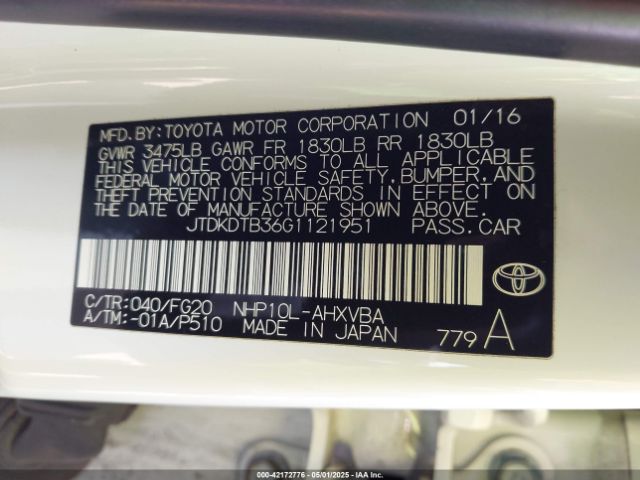 MFD.BY:TOYOTA MOTOR CORPORATION 01/16
GVWR 3475LB GAWR FR 1830LB RR 1830LB
THIS VEHICLE CONFORMS TO ALL APPLICABLE
FEDERAL MOTOR VEHICLE SAFETY,BUMPER,AND
THEFT PREVENTION STANDARDS IN EFFECT ON
THE DATE OF MANUFACTURE SHOWN ABOVE.
JTDKDTB36G1121951 PASS.CAR
C/TR:040/FG20 NHP10L-AHXVBA
A/TM:-01A/P510 MADE IN JAPAN 779 A
TOYOTA
000-42172776 - 05/01/2025 - IAAI.COM